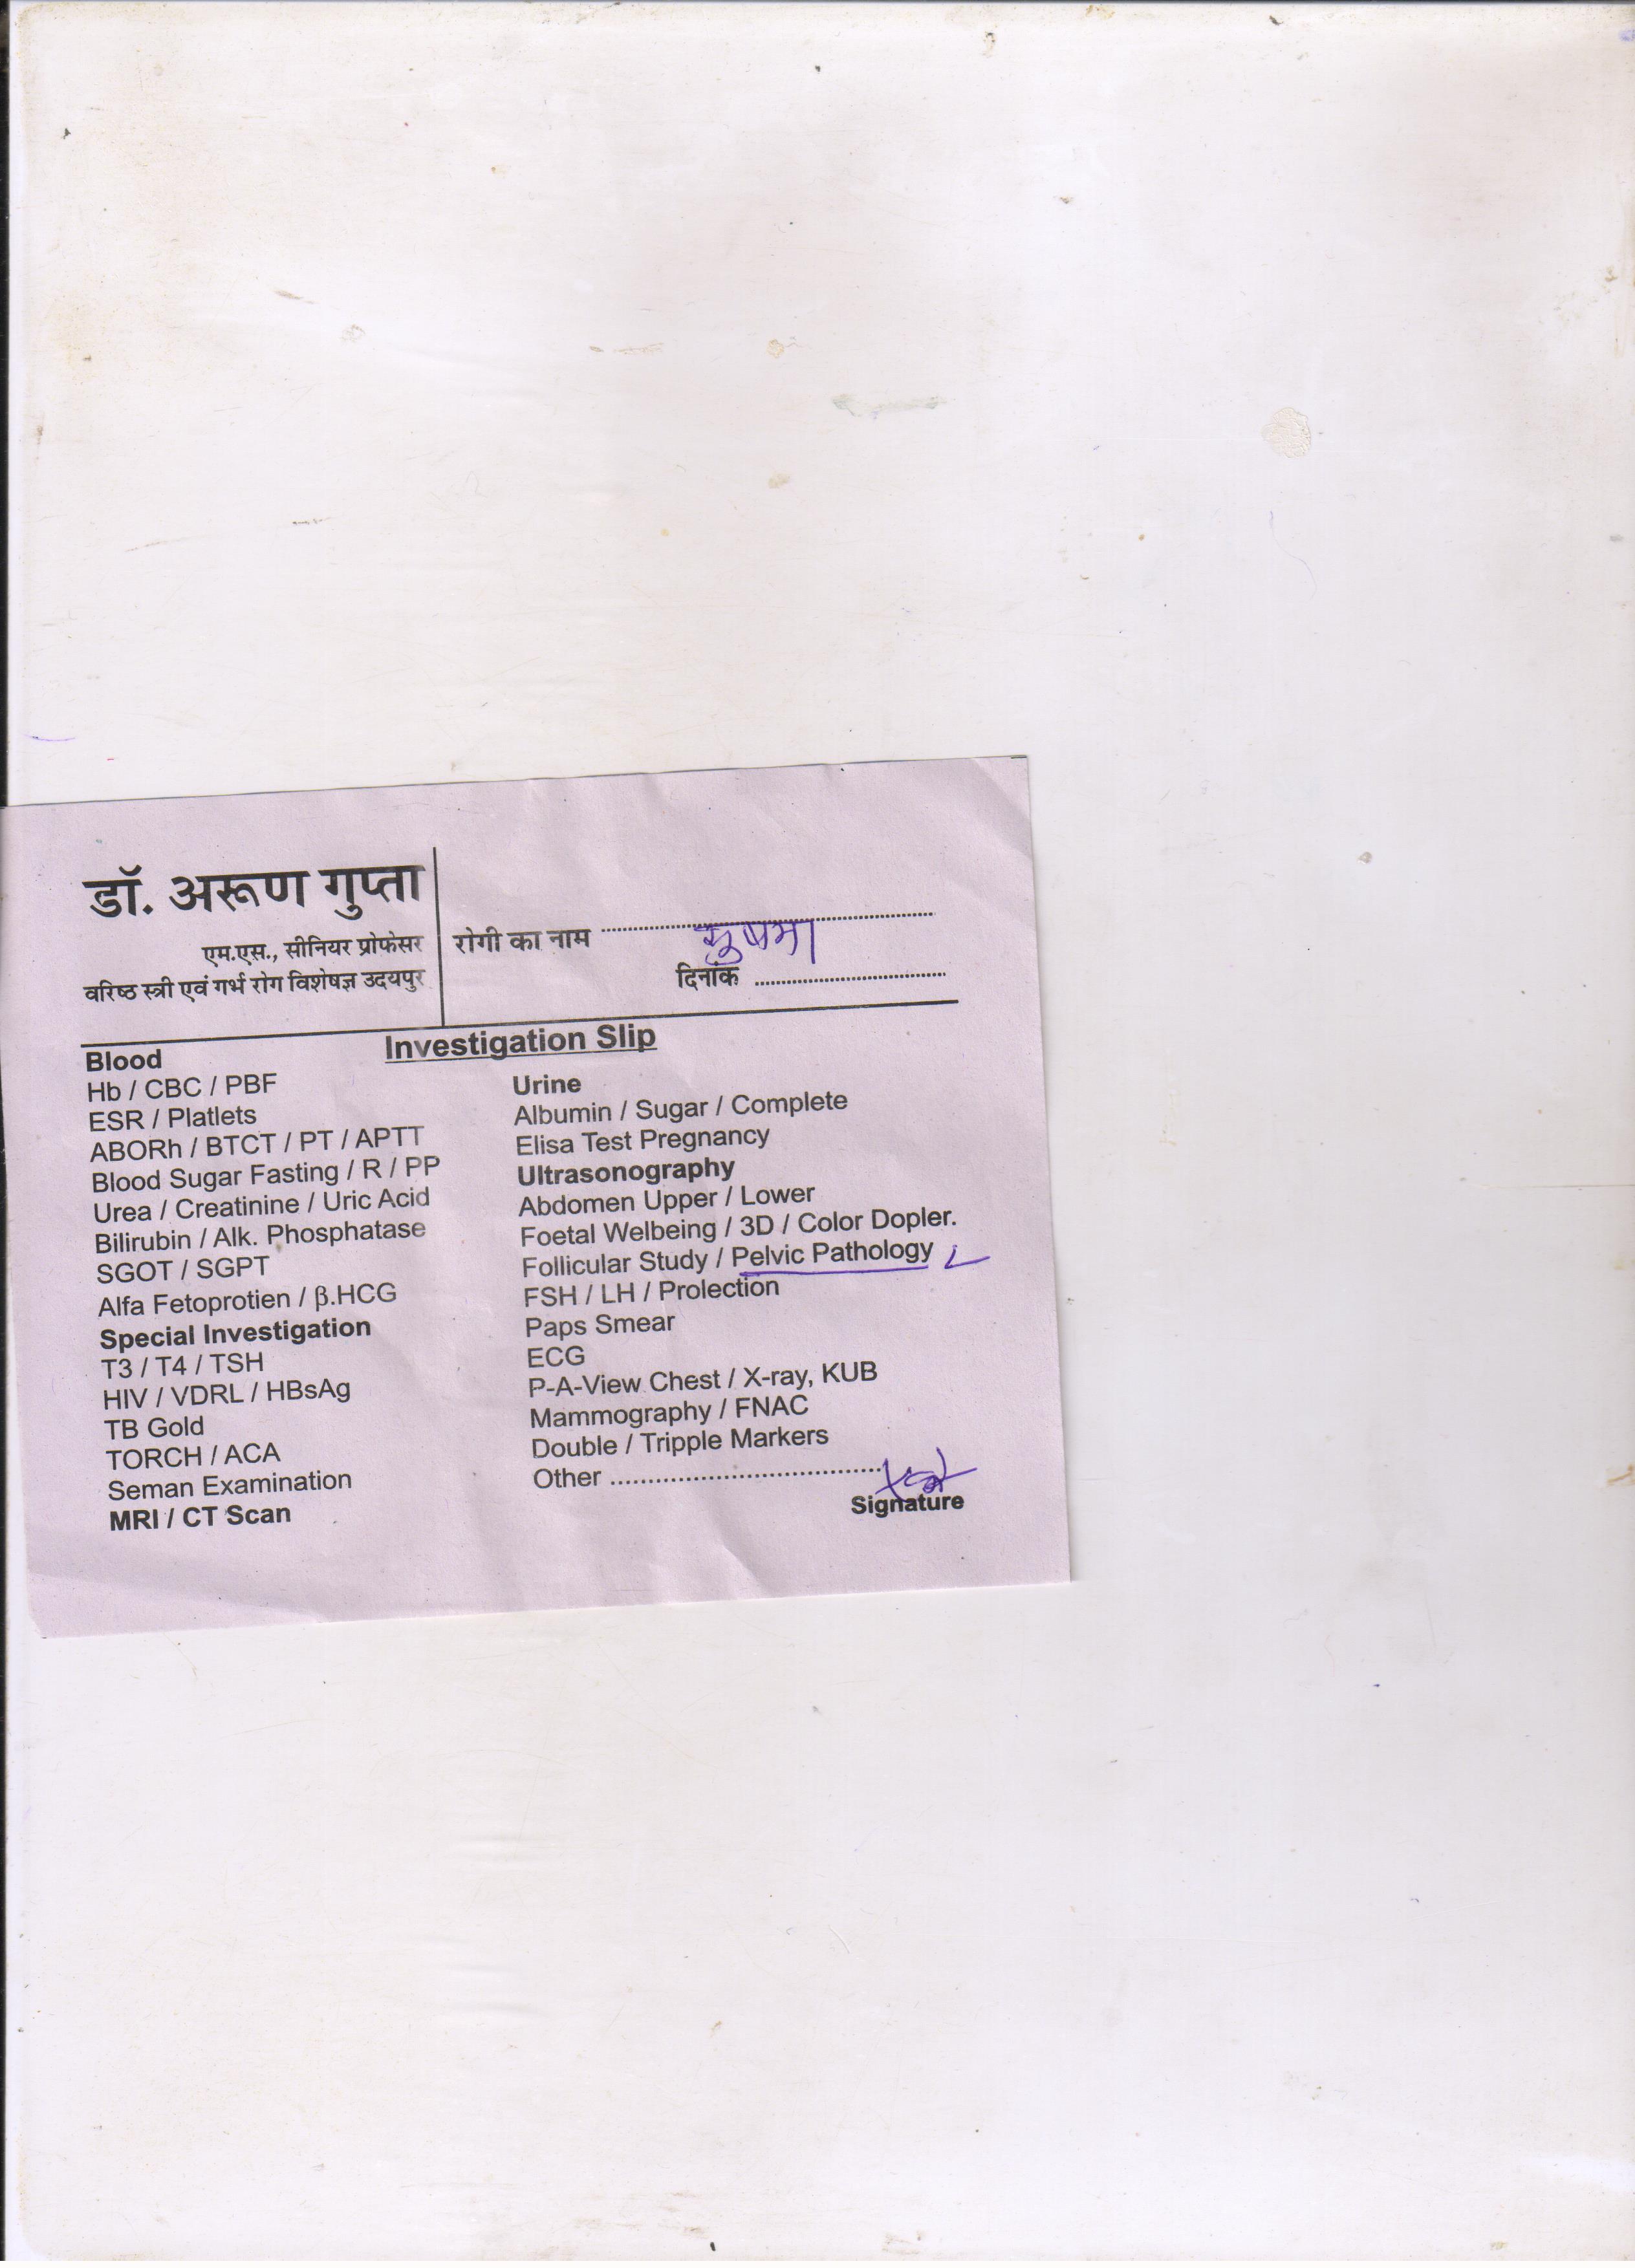 डॉ. अरूण गुप्ता
एम.एस., सीनियर प्रोफेसर
वरिष्ठ स्त्री एवं गर्भ रोग विशेषज्ञ उदयपुर
रोगी का नाम सुषमा
दिनांक
Investigation Slip
Blood
Hb / CBC / PBF
ESR / Platlets
ABORh / BTCT / PT / APTT
Blood Sugar Fasting / R / PP
Urea / Creatinine / Uric Acid
Bilirubin / Alk. Phosphatase
SGOT / SGPT
Alfa Fetoprotien / β.HCG
Special Investigation
T3 / T4 / TSH
HIV / VDRL / HBsAg
TB Gold
TORCH / ACA
Seman Examination
MRI / CT Scan
Urine
Albumin / Sugar / Complete
Elisa Test Pregnancy
Ultrasonography
Abdomen Upper / Lower
Foetal Welbeing / 3D / Color Dopler.
Follicular Study / Pelvic Pathology
FSH / LH / Prolection
Paps Smear
ECG
P-A-View Chest / X-ray, KUB
Mammography / FNAC
Double / Tripple Markers
Other ....................................
Signature